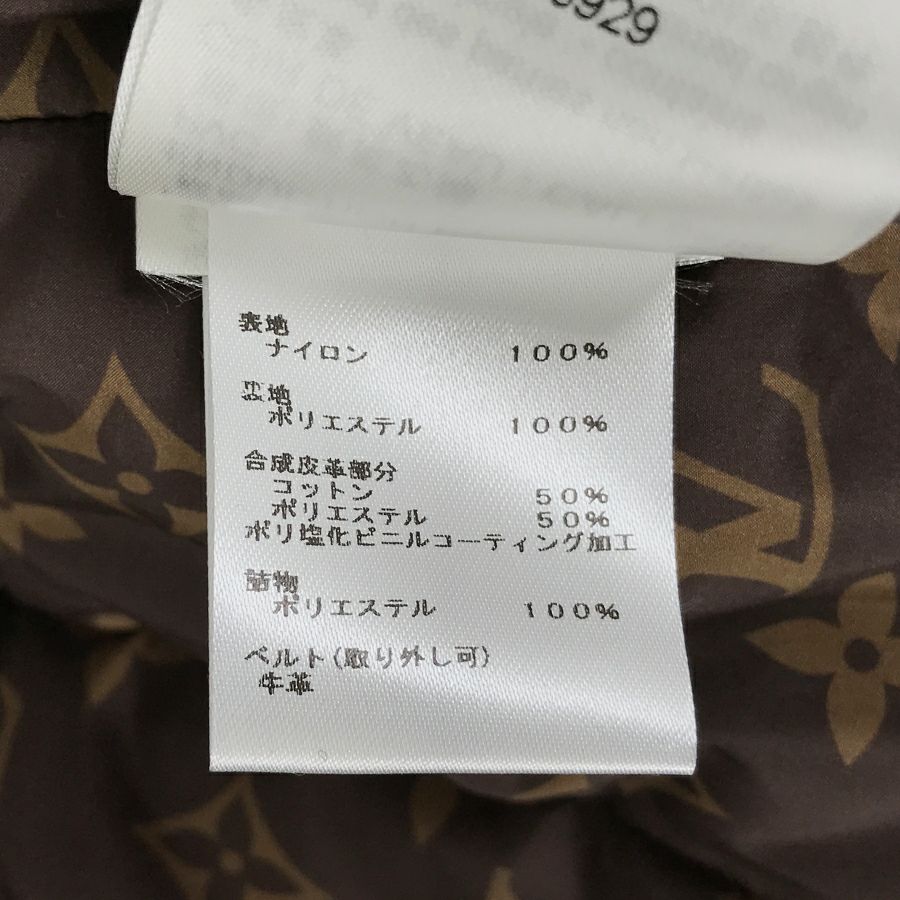 929
表地
ナイロン 100%
裏地
ポリエステル 100%
合成皮革部分
コットン 50%
ポリエステル 50%
ポリ塩化ビニルコーティング加工
詰物
ポリエステル 100%
ベルト(取り外し可)
牛革